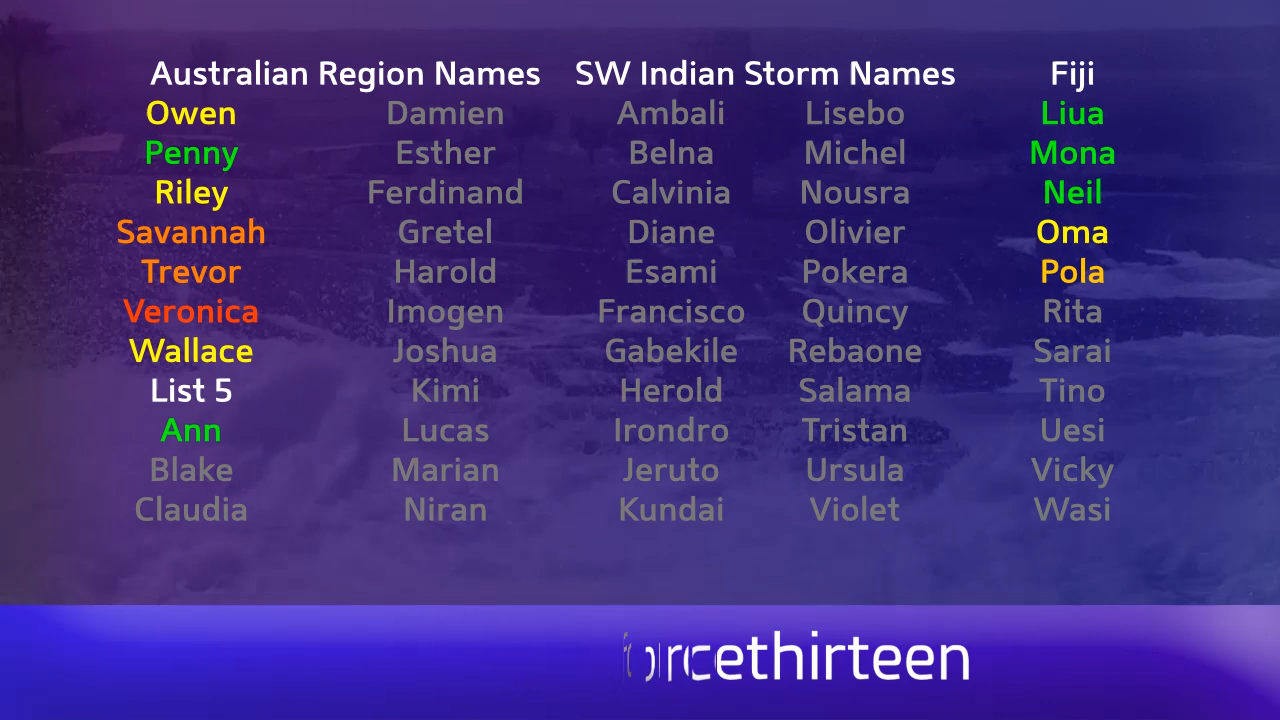 Australian Region Names SW Indian Storm Names Fiji
Owen Damien Ambali Lisebo Liua
Penny Esther Belna Michel Mona
Riley Ferdinand Calvinia Nousra Neil
Savannah Gretel Diane Olivier Oma
Trevor Harold Esami Pokera Pola
Veronica Imogen Francisco Quincy Rita
Wallace Joshua Gabekile Rebaone Sarai
List 5 Kimi Herold Salama Tino
Ann Lucas Irondro Tristan Uesi
Blake Marian Jeruto Ursula Vicky
Claudia Niran Kundai Violet Wasi
forcethirteen